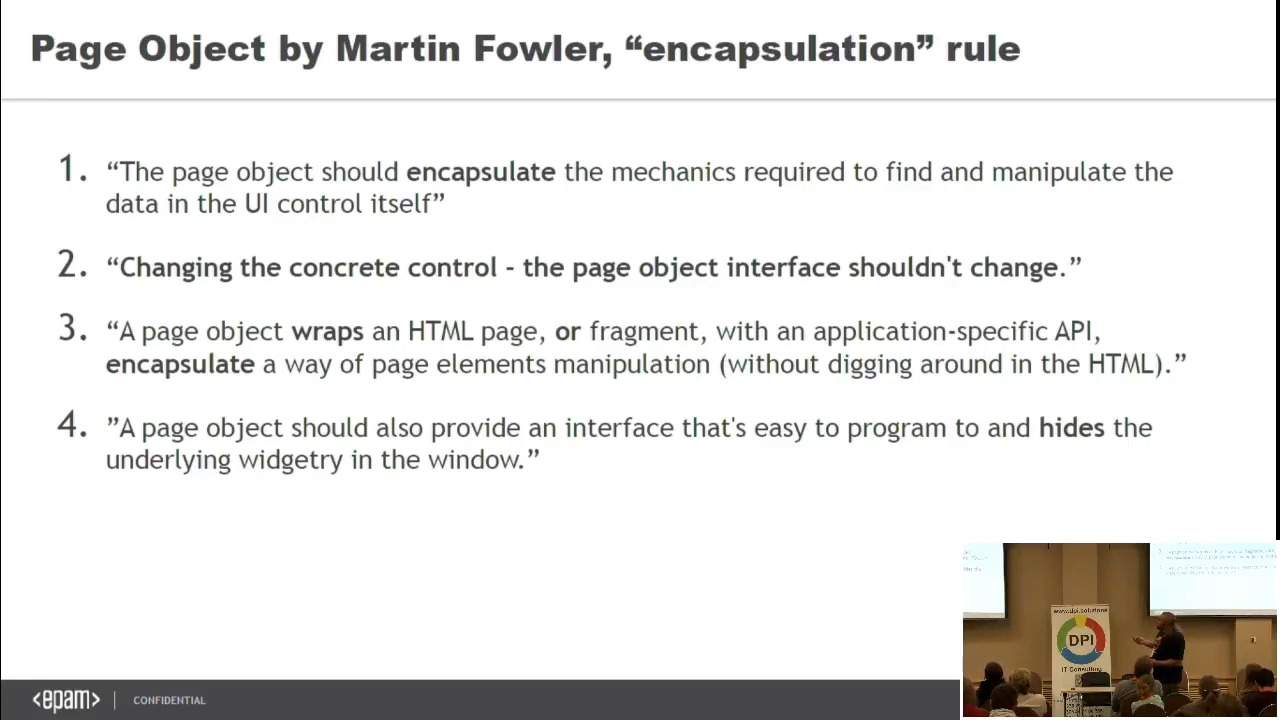 Page Object by Martin Fowler, “encapsulation” rule
1. “The page object should encapsulate the mechanics required to find and manipulate the
data in the UI control itself”
2. “Changing the concrete control - the page object interface shouldn't change.”
3. “A page object wraps an HTML page, or fragment, with an application-specific API,
encapsulate a way of page elements manipulation (without digging around in the HTML).”
4. ”A page object should also provide an interface that's easy to program to and hides the
underlying widgetry in the window.”
<epam> | CONFIDENTIAL
www.dpi.solutions
DPI
IT Consulting